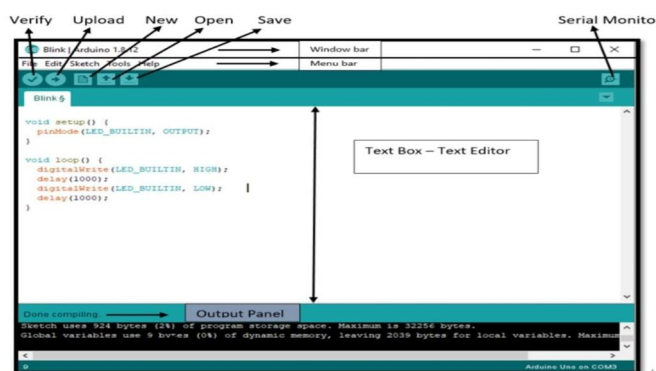 Verify Upload New Open Save Serial Monito
Blink | Arduino 1.8.12 Window bar
File Edit Sketch Tools Help Menu bar
Blink §
void setup() {
pinMode(LED_BUILTIN, OUTPUT);
}
Text Box – Text Editor
void loop() {
digitalWrite(LED_BUILTIN, HIGH);
delay(1000);
digitalWrite(LED_BUILTIN, LOW);
delay(1000);
}
Done compiling. Output Panel
Sketch uses 924 bytes (2%) of program storage space. Maximum is 32256 bytes.
Global variables use 9 bytes (0%) of dynamic memory, leaving 2039 bytes for local variables. Maximum
9 Arduino Uno on COM3